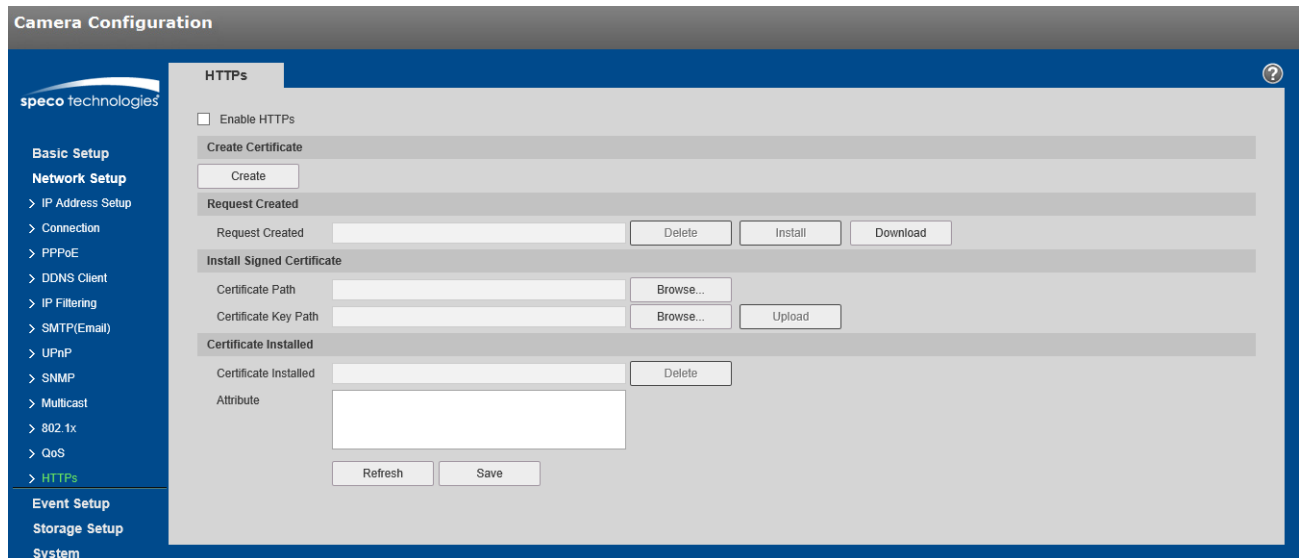 Camera Configuration
speco technologies
HTTPs
?
Enable HTTPs
Create Certificate
Create
Request Created
Request Created Delete Install Download
Install Signed Certificate
Certificate Path Browse...
Certificate Key Path Browse... Upload
Certificate Installed
Certificate Installed Delete
Attribute
Refresh Save
Basic Setup
Network Setup
> IP Address Setup
> Connection
> PPPoE
> DDNS Client
> IP Filtering
> SMTP(Email)
> UPnP
> SNMP
> Multicast
> 802.1x
> QoS
> HTTPs
Event Setup
Storage Setup
System